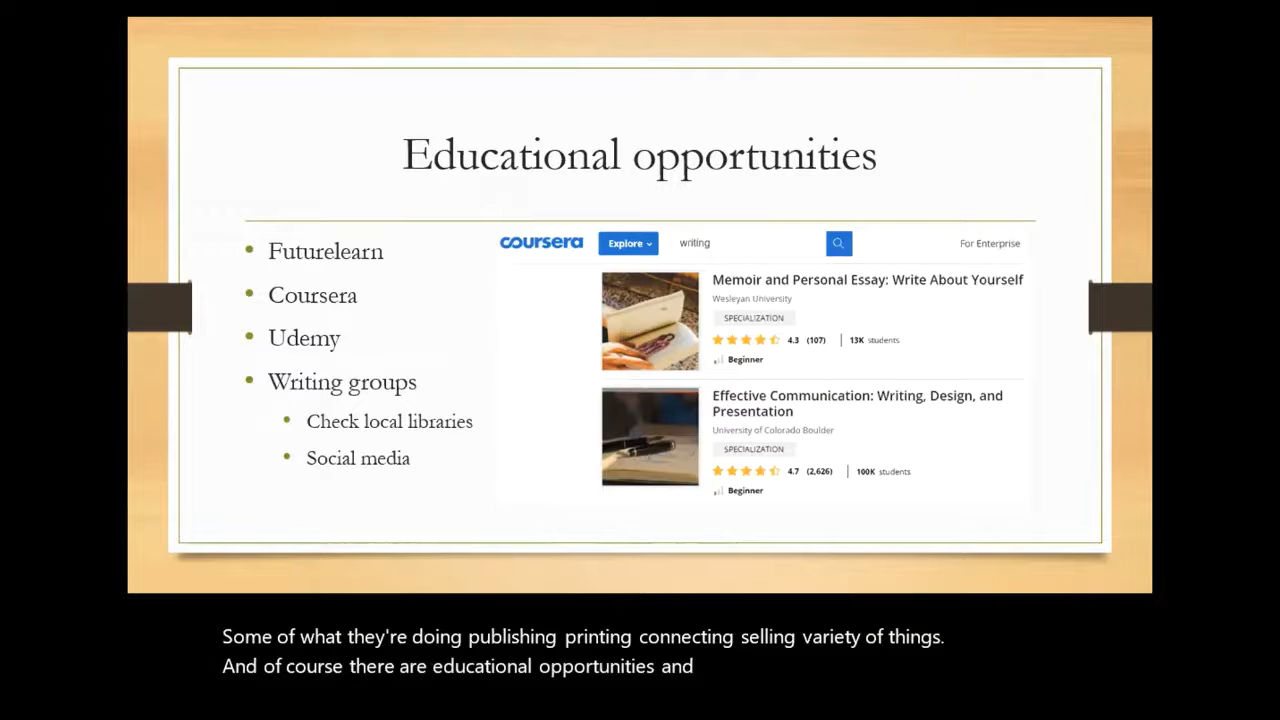 Educational opportunities
Futurelearn
Coursera
Udemy
Writing groups
Check local libraries
Social media
coursera Explore writing For Enterprise
Memoir and Personal Essay: Write About Yourself
Wesleyan University
SPECIALIZATION
4.3 (107) | 13K students
Beginner
Effective Communication: Writing, Design, and
Presentation
University of Colorado Boulder
SPECIALIZATION
4.7 (2,626) | 100K students
Beginner
Some of what they're doing publishing printing connecting selling variety of things.
And of course there are educational opportunities and